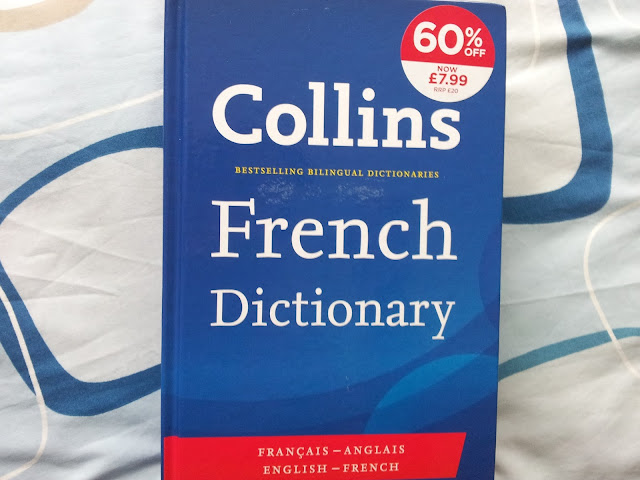 60%
OFF
NOW
£7.99
RRP £20
Collins
BESTSELLING BILINGUAL DICTIONARIES
French
Dictionary
FRANÇAIS – ANGLAIS
ENGLISH – FRENCH